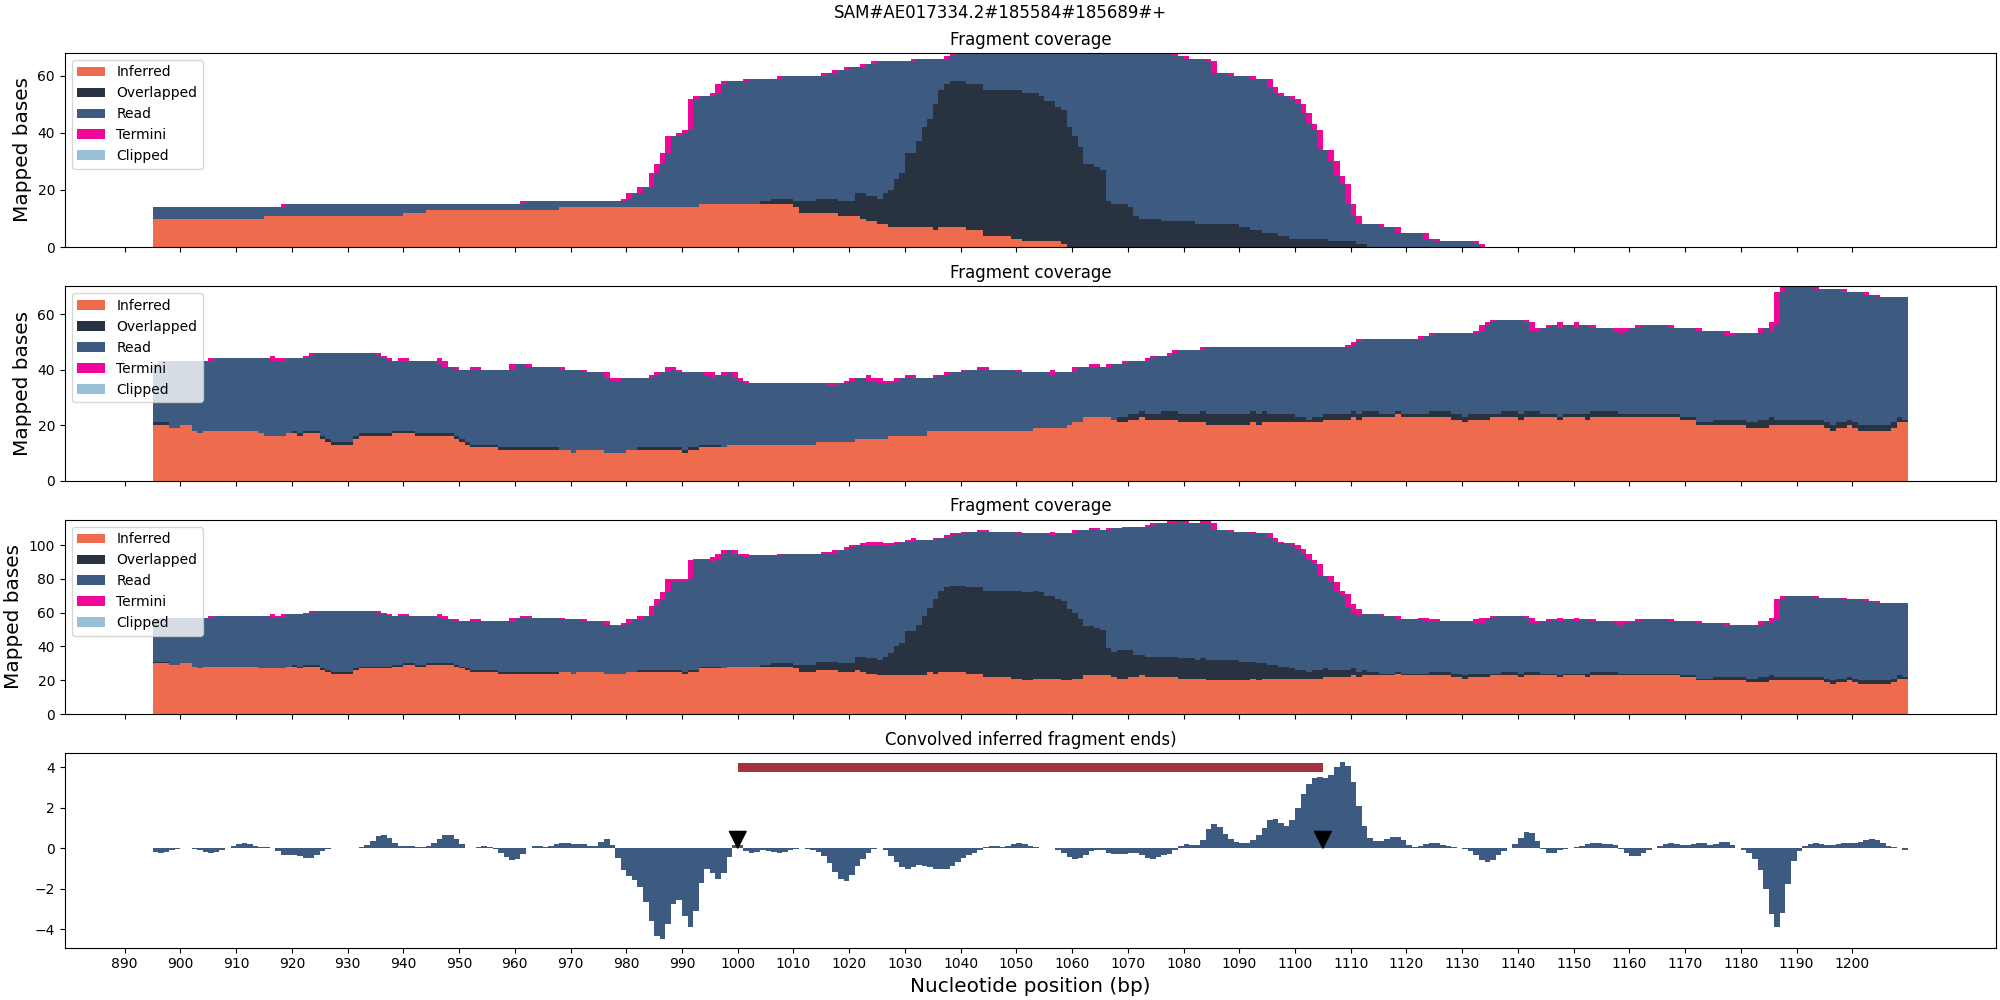 SAM#AE017334.2#185584#185689#+
Fragment coverage
Mapped bases
60
40
20
0
Inferred
Overlapped
Read
Termini
Clipped
Fragment coverage
Mapped bases
60
40
20
0
Inferred
Overlapped
Read
Termini
Clipped
Fragment coverage
Mapped bases
100
80
60
40
20
0
Inferred
Overlapped
Read
Termini
Clipped
Convolved inferred fragment ends)
4
2
0
−2
−4
890 900 910 920 930 940 950 960 970 980 990 1000 1010 1020 1030 1040 1050 1060 1070 1080 1090 1100 1110 1120 1130 1140 1150 1160 1170 1180 1190 1200
Nucleotide position (bp)